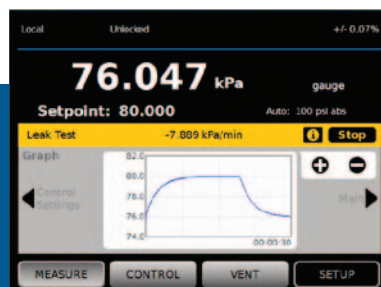 Local Unlocked +/- 0.07%
76.047 kPa gauge
Setpoint: 80.000 Auto: 100 psi abs
Leak Test -7.889 kPa/min i Stop
Graph
82.0
80.0
78.0
76.0
74.0
00:00:30
Control
Settings
Main
MEASURE CONTROL VENT SETUP